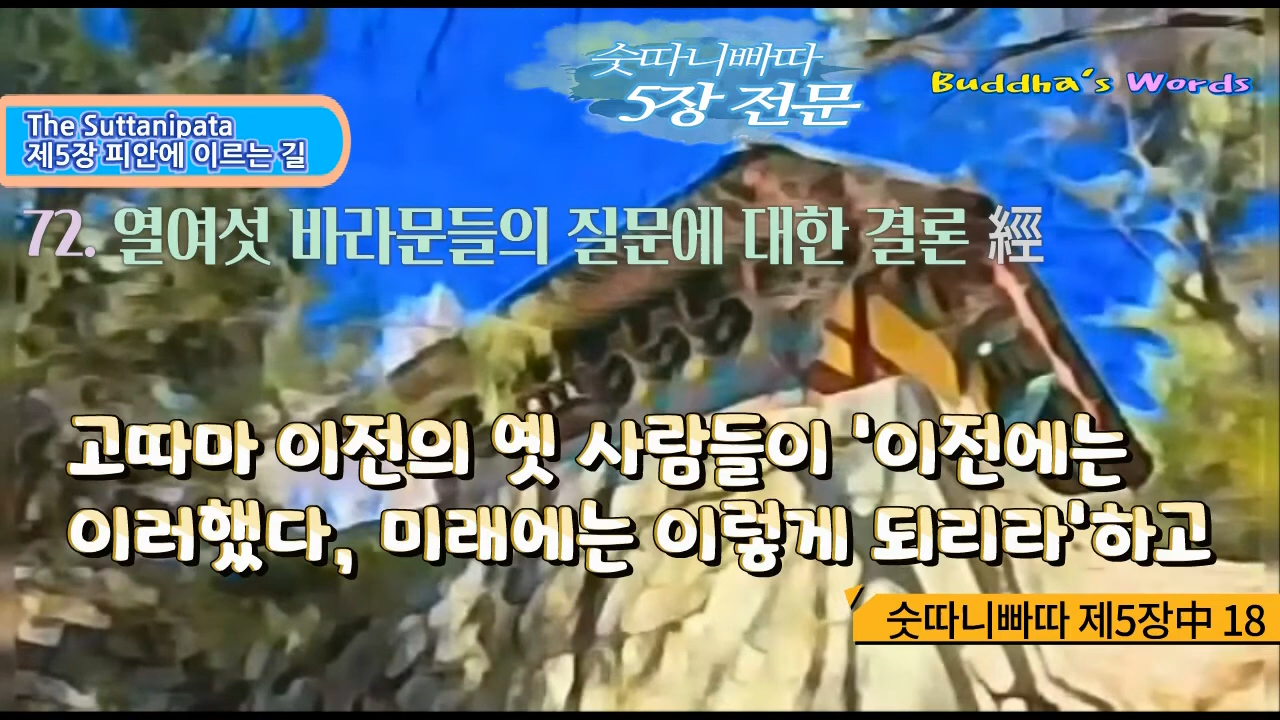 숫따니빠따
5장 전문
Buddha's Words
The Suttanipata
제5장 피안에 이르는 길
72. 열여섯 바라문들의 질문에 대한 결론 經
고따마 이전의 옛 사람들이 '이전에는
이러했다, 미래에는 이렇게 되리라'하고
숫따니빠따 제5장中 18